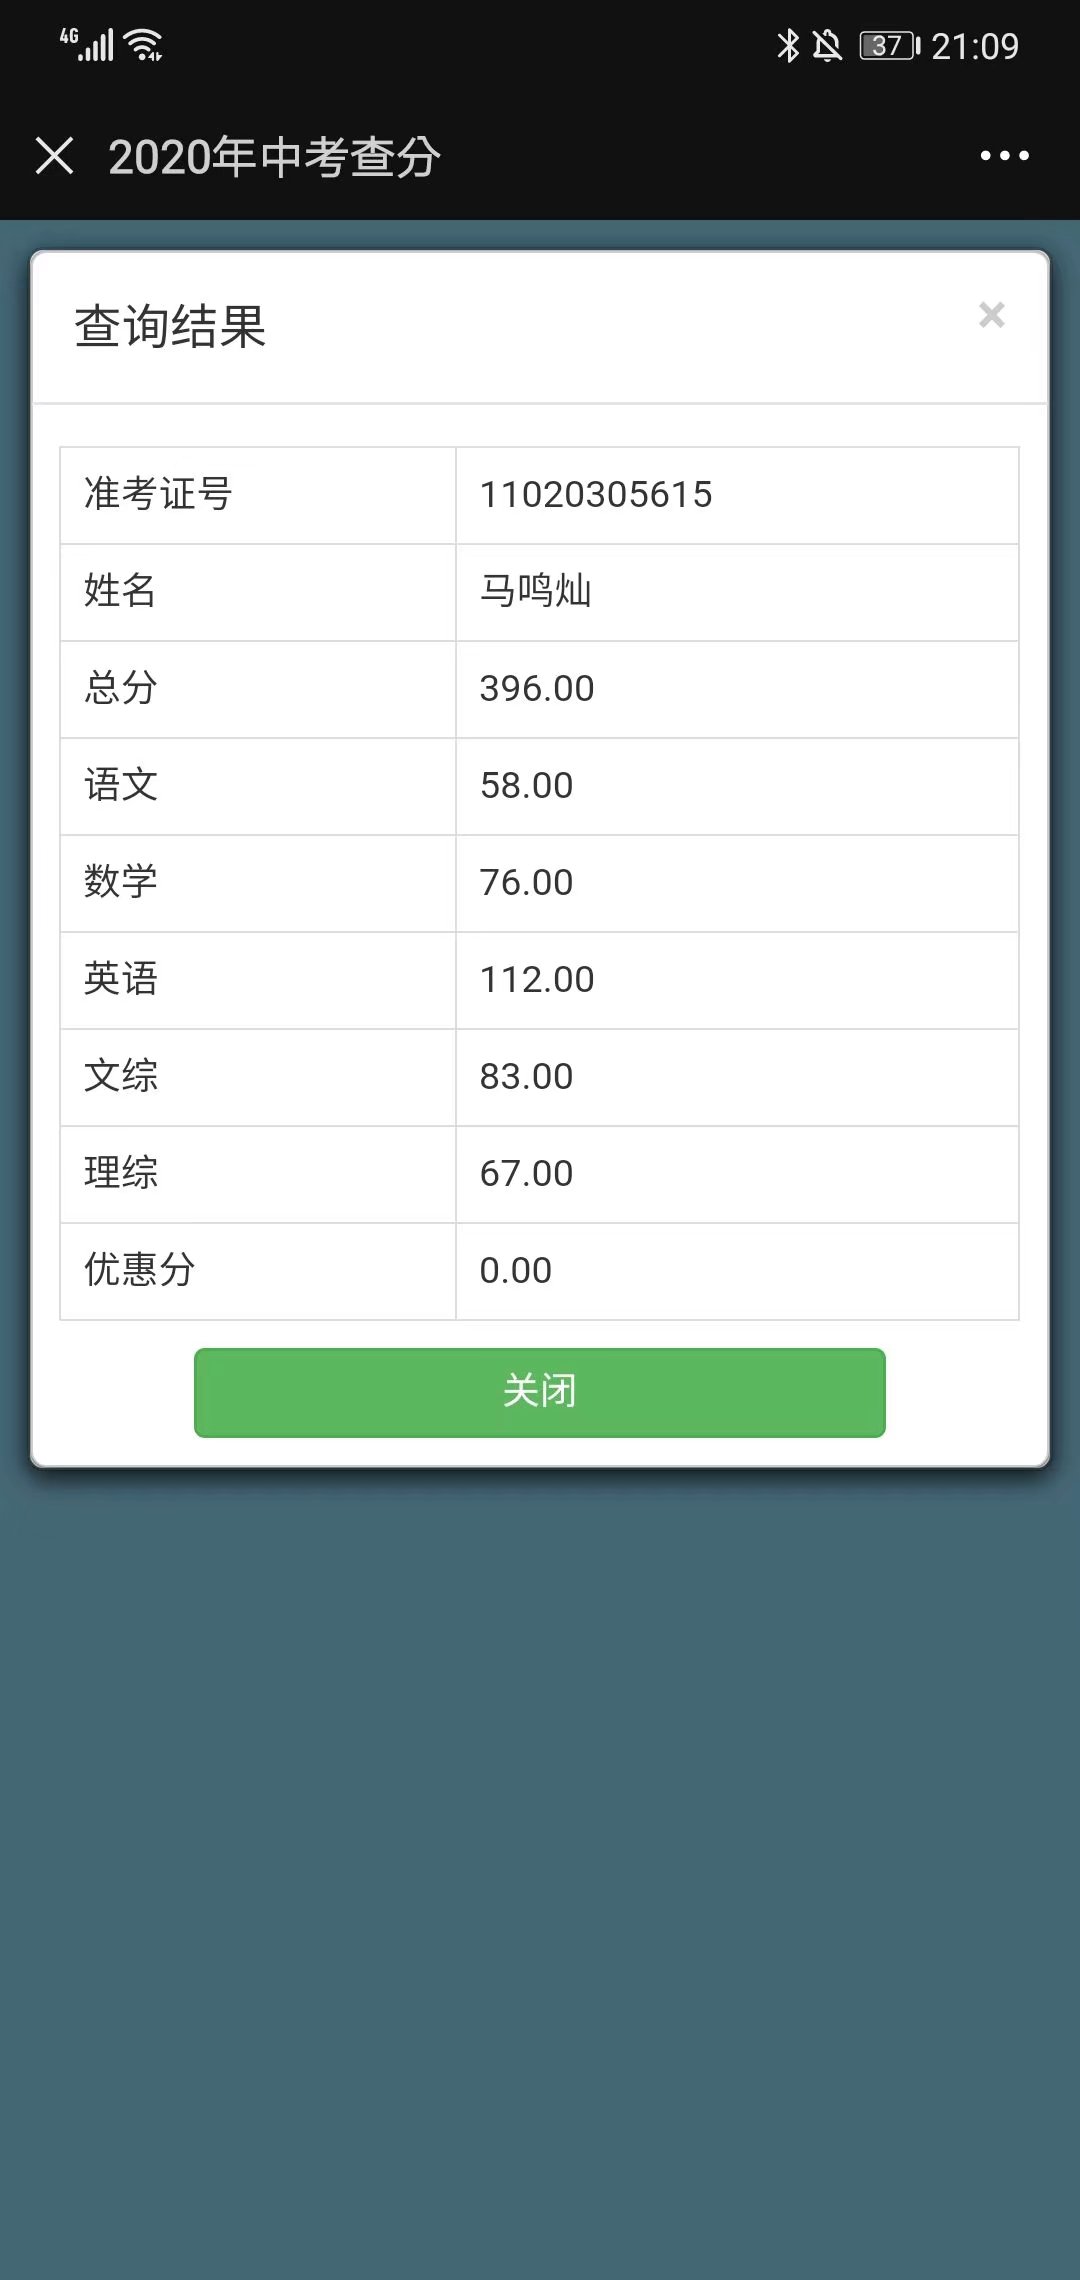 4G 37 21:09
2020年中考查分
查询结果 ×
准考证号 11020305615
姓名 马鸣灿
总分 396.00
语文 58.00
数学 76.00
英语 112.00
文综 83.00
理综 67.00
优惠分 0.00
关闭